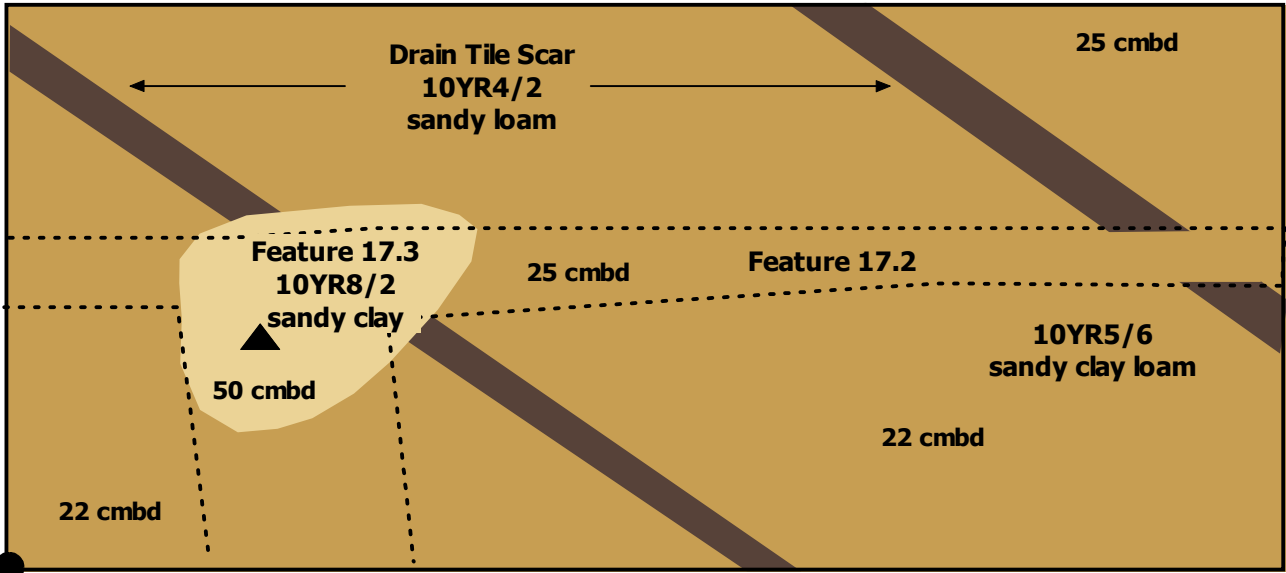 Drain Tile Scar
10YR4/2
sandy loam
25 cmbd
Feature 17.3
10YR8/2
sandy clay
50 cmbd
25 cmbd
Feature 17.2
10YR5/6
sandy clay loam
22 cmbd
22 cmbd